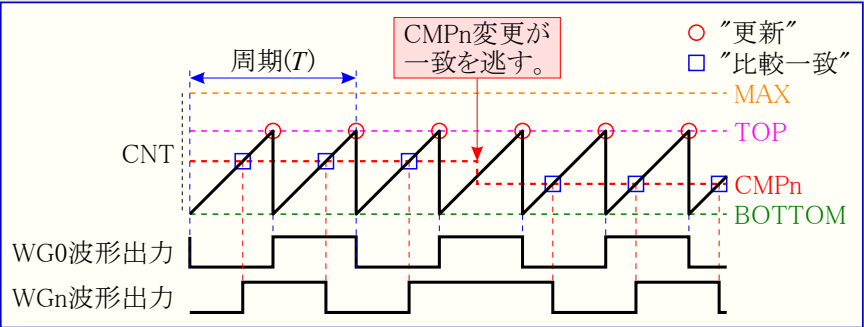 CMPn変更が
一致を逃す。
"更新"
"比較一致"
周期(T)
MAX
TOP
CNT
CMPn
BOTTOM
WG0波形出力
WGn波形出力